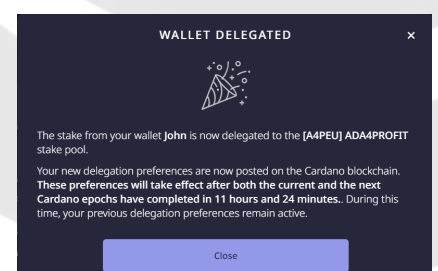 WALLET DELEGATED
The stake from your wallet John is now delegated to the [A4PEU] ADA4PROFIT
stake pool.
Your new delegation preferences are now posted on the Cardano blockchain.
These preferences will take effect after both the current and the next
Cardano epochs have completed in 11 hours and 24 minutes.. During this
time, your previous delegation preferences remain active.
Close